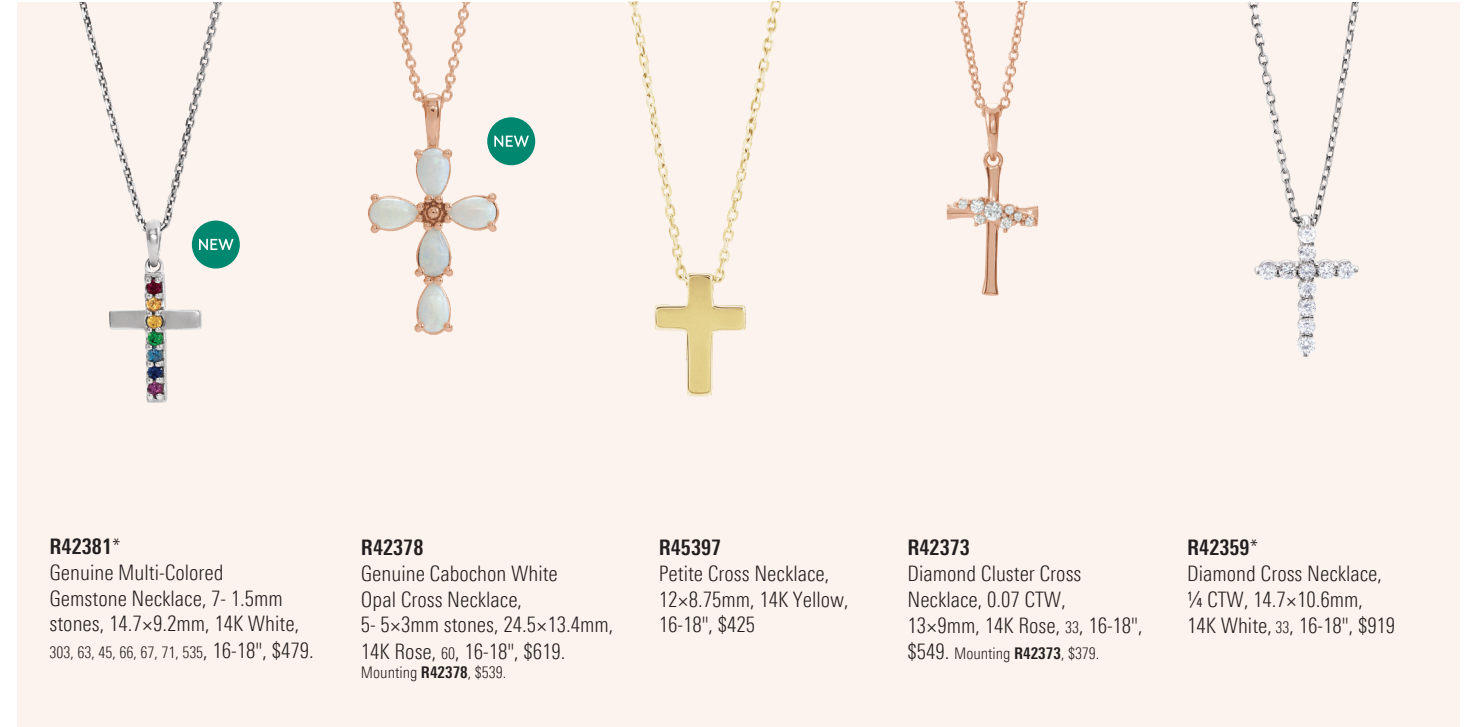 NEW
NEW
R42381*
Genuine Multi-Colored
Gemstone Necklace, 7- 1.5mm
stones, 14.7×9.2mm, 14K White,
303, 63, 45, 66, 67, 71, 535, 16-18", $479.
R42378
Genuine Cabochon White
Opal Cross Necklace,
5- 5×3mm stones, 24.5×13.4mm,
14K Rose, 60, 16-18", $619.
Mounting R42378, $539.
R45397
Petite Cross Necklace,
12×8.75mm, 14K Yellow,
16-18", $425
R42373
Diamond Cluster Cross
Necklace, 0.07 CTW,
13×9mm, 14K Rose, 33, 16-18",
$549. Mounting R42373, $379.
R42359*
Diamond Cross Necklace,
¼ CTW, 14.7×10.6mm,
14K White, 33, 16-18", $919